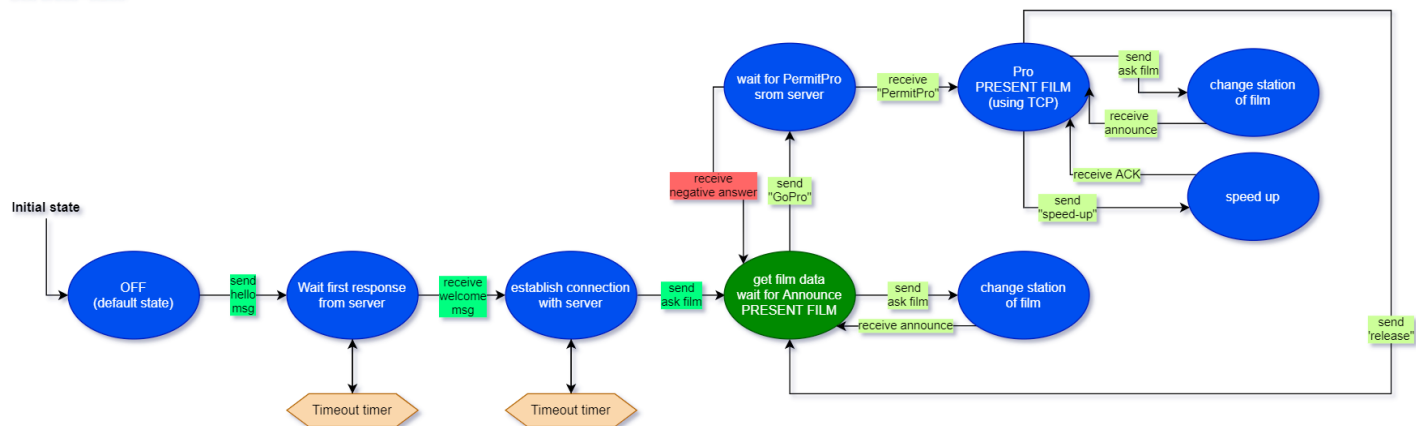 send
ask film
Pro
PRESENT FILM
(using TCP)
wait for PermitPro
srom server
receive
"PermitPro"
change station
of film
receive
announce
receive ACK
receive
negative answer
send
"GoPro"
speed up
send
"speed-up"
Initial state
OFF
(default state)
send
hello
msg
Wait first response
from server
receive
welcome
msg
establish connection
with server
send
ask film
get film data
wait for Announce
PRESENT FILM
send
ask film
change station
of film
receive announce
send
'release"
Timeout timer
Timeout timer